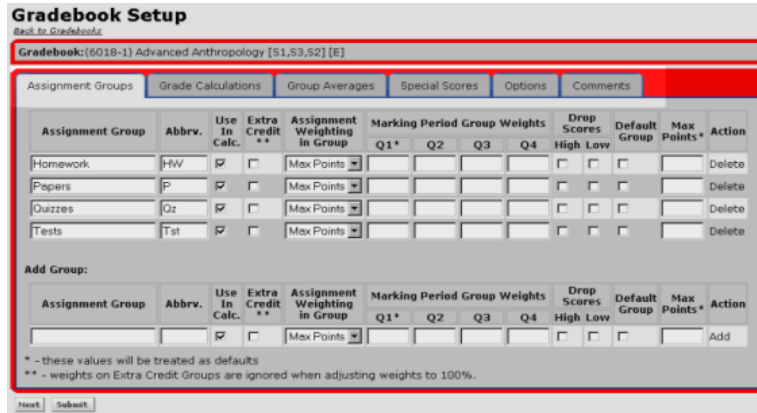 Gradebook Setup
Back to Gradebooks
Gradebook:(6018-1) Advanced Anthropology [S1,S3,S2] [E]
Assignment Groups Grade Calculations Group Averages Special Scores Options Comments
Assignment Group Abbrv. Use In Calc. Extra Credit ** Assignment Weighting in Group Marking Period Group Weights Q1* Q2 Q3 Q4 Drop Scores High Low Default Group Max Points* Action
Homework HW Max Points Delete
Papers P Max Points Delete
Quizzes Qz Max Points Delete
Tests Tst Max Points Delete
Add Group:
Assignment Group Abbrv. Use In Calc. Extra Credit ** Assignment Weighting in Group Marking Period Group Weights Q1* Q2 Q3 Q4 Drop Scores High Low Default Group Max Points* Action
Max Points Add
* - these values will be treated as defaults
** - weights on Extra Credit Groups are ignored when adjusting weights to 100%.
Next Submit